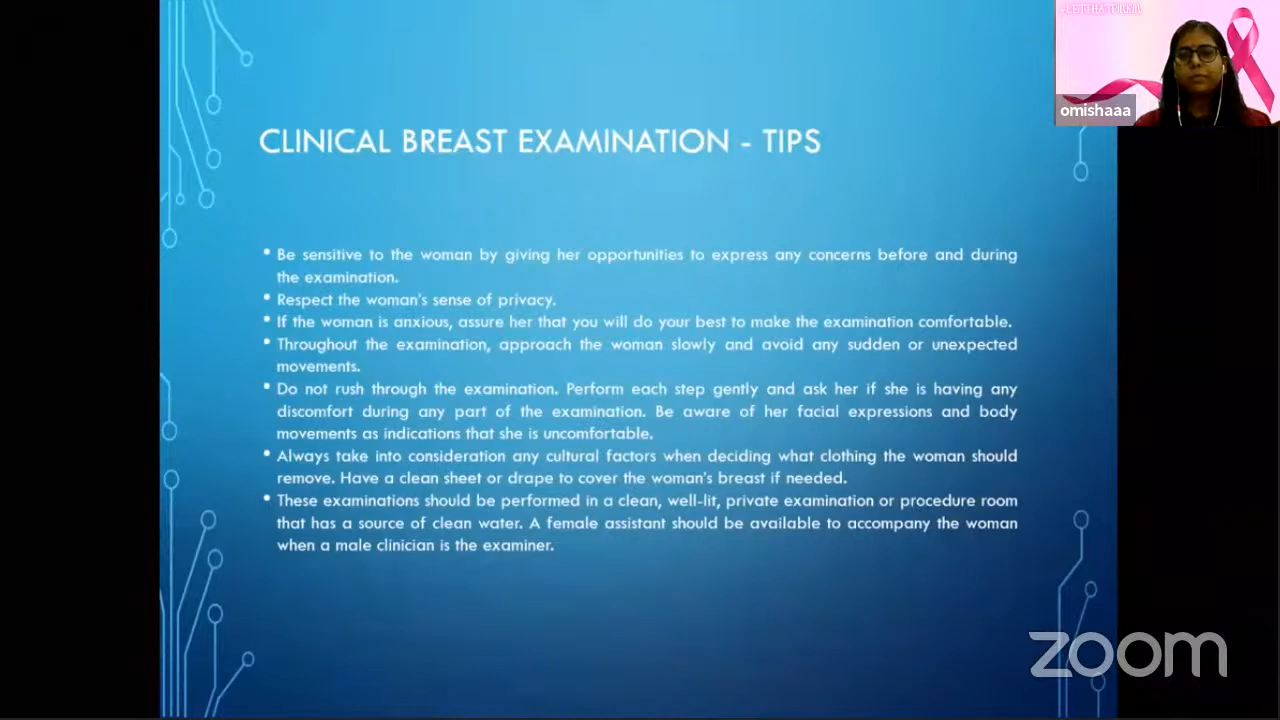 CLINICAL BREAST EXAMINATION - TIPS
• Be sensitive to the woman by giving her opportunities to express any concerns before and during
the examination.
• Respect the woman's sense of privacy.
• If the woman is anxious, assure her that you will do your best to make the examination comfortable.
• Throughout the examination, approach the woman slowly and avoid any sudden or unexpected
movements.
• Do not rush through the examination. Perform each step gently and ask her if she is having any
discomfort during any part of the examination. Be aware of her facial expressions and body
movements as indications that she is uncomfortable.
• Always take into consideration any cultural factors when deciding what clothing the woman should
remove. Have a clean sheet or drape to cover the woman's breast if needed.
• These examinations should be performed in a clean, well-lit, private examination or procedure room
that has a source of clean water. A female assistant should be available to accompany the woman
when a male clinician is the examiner.
omishaaa
zoom